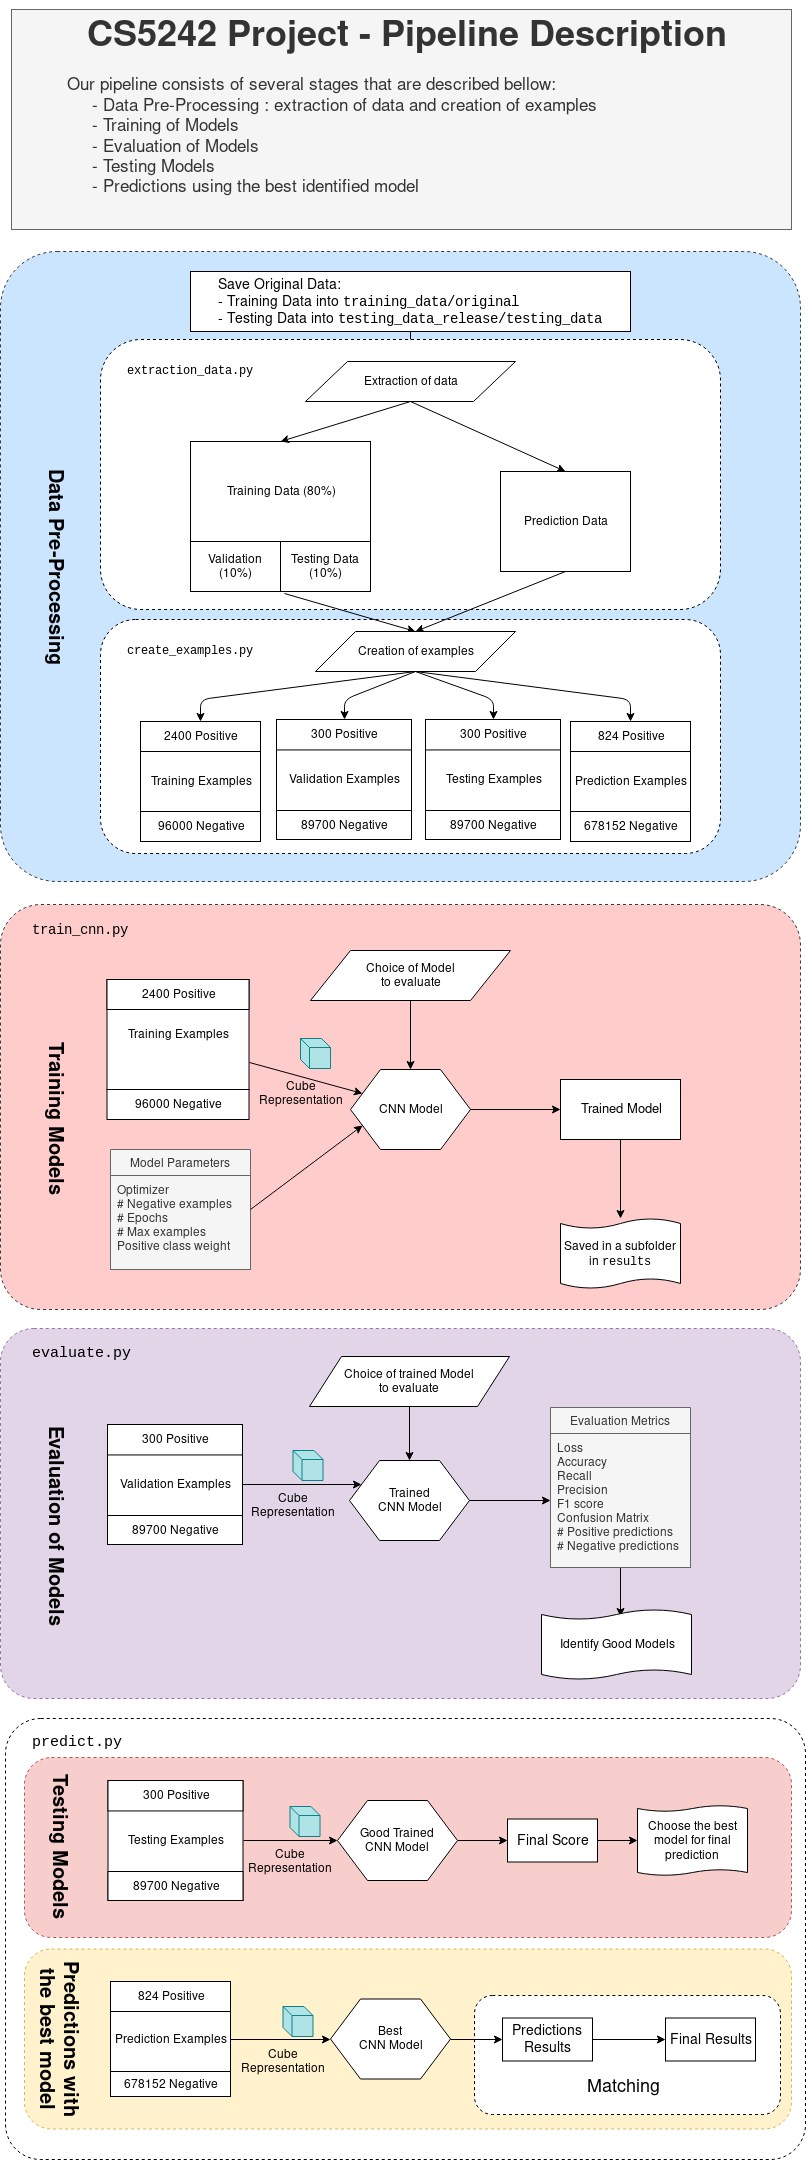 CS5242 Project - Pipeline Description
Our pipeline consists of several stages that are described bellow:
- Data Pre-Processing : extraction of data and creation of examples
- Training of Models
- Evaluation of Models
- Testing Models
- Predictions using the best identified model
Data Pre-Processing
Save Original Data:
- Training Data into training_data/original
- Testing Data into testing_data_release/testing_data
extraction_data.py
Extraction of data
Training Data (80%)
Validation
(10%)
Testing Data
(10%)
Prediction Data
create_examples.py
Creation of examples
2400 Positive
Training Examples
96000 Negative
300 Positive
Validation Examples
89700 Negative
300 Positive
Testing Examples
89700 Negative
824 Positive
Prediction Examples
678152 Negative
train_cnn.py
Training Models
Choice of Model
to evaluate
2400 Positive
Training Examples
96000 Negative
Cube
Representation
CNN Model
Trained Model
Model Parameters
Optimizer
# Negative examples
# Epochs
# Max examples
Positive class weight
Saved in a subfolder
in results
evaluate.py
Evaluation of Models
Choice of trained Model
to evaluate
300 Positive
Validation Examples
89700 Negative
Cube
Representation
Trained
CNN Model
Evaluation Metrics
Loss
Accuracy
Recall
Precision
F1 score
Confusion Matrix
# Positive predictions
# Negative predictions
Identify Good Models
predict.py
Testing Models
300 Positive
Testing Examples
89700 Negative
Cube
Representation
Good Trained
CNN Model
Final Score
Choose the best
model for final
prediction
Predictions with
the best model
824 Positive
Prediction Examples
678152 Negative
Cube
Representation
Best
CNN Model
Predictions
Results
Final Results
Matching